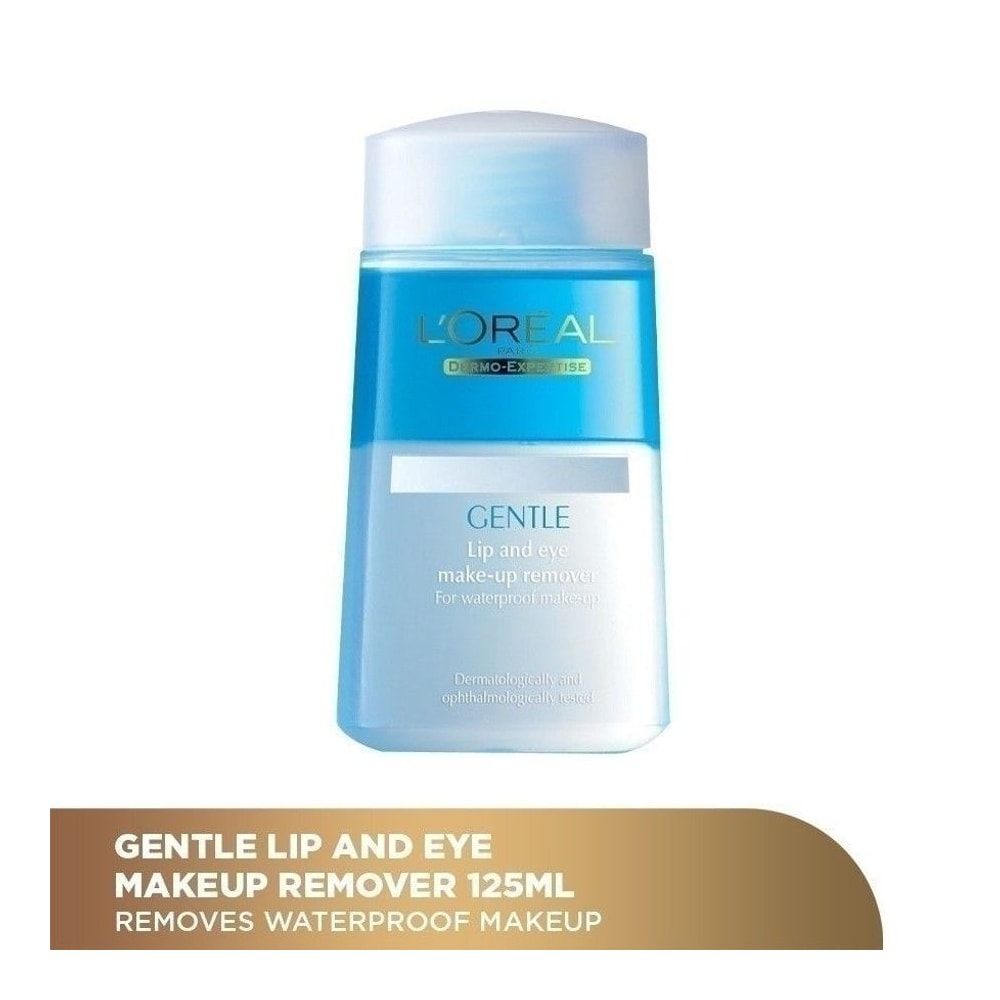 L'ORÉAL
PARIS
DERMO-EXPERTISE
GENTLE
Lip and eye
make-up remover
For waterproof make-up
Dermatologically and
ophthalmologically tested
GENTLE LIP AND EYE
MAKEUP REMOVER 125ML
REMOVES WATERPROOF MAKEUP